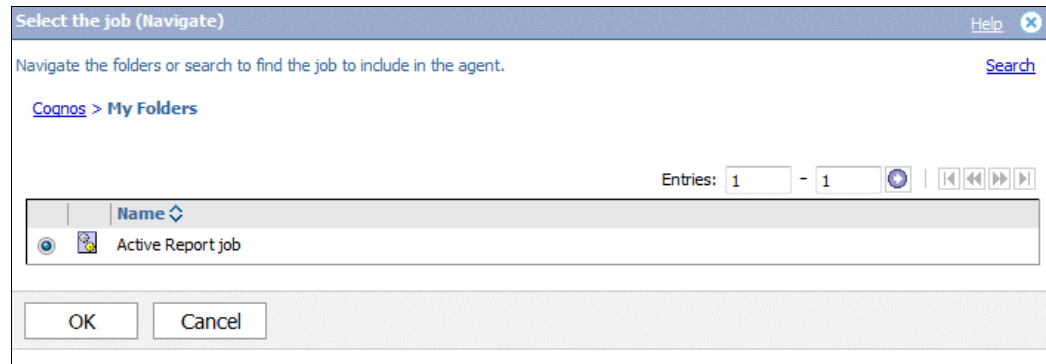 Select the job (Navigate) Help
Navigate the folders or search to find the job to include in the agent. Search
Cognos > My Folders
Entries: 1 - 1
Name
Active Report job
OK Cancel